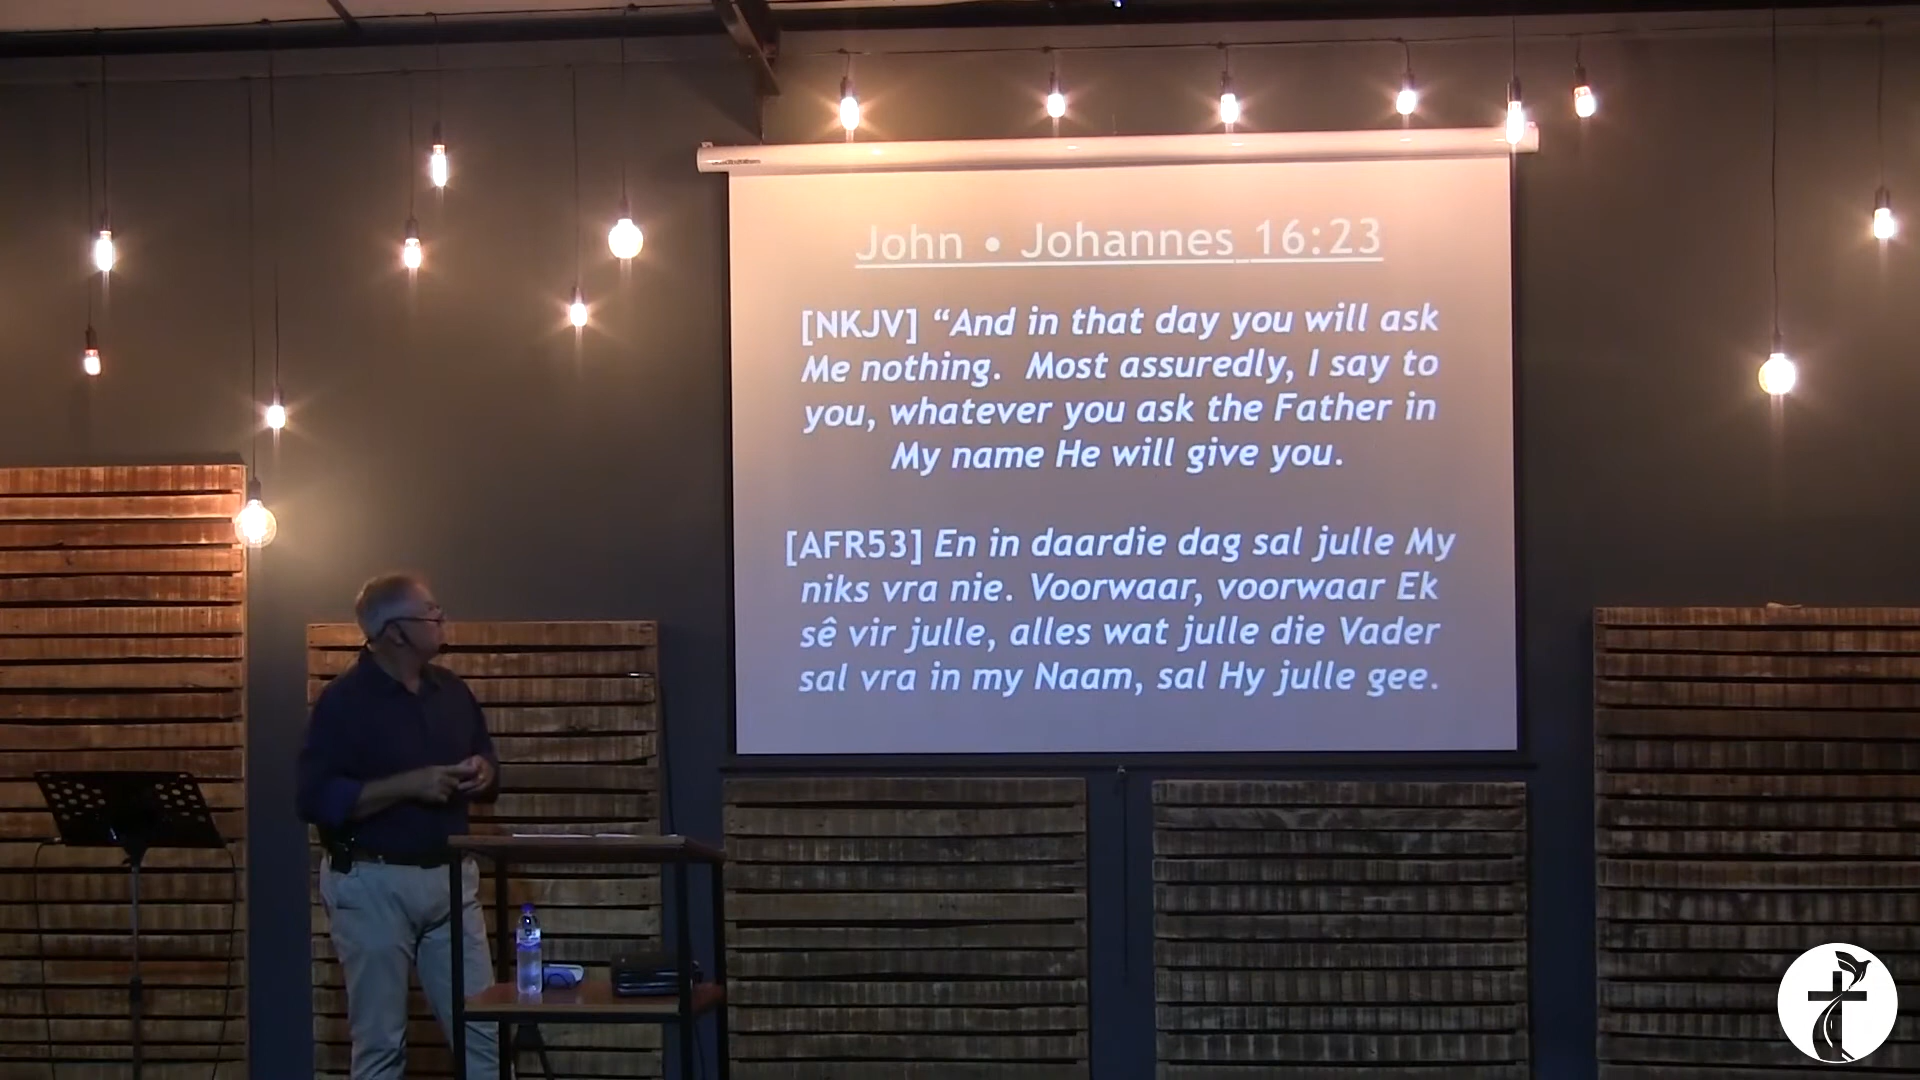 John • Johannes 16:23
[NKJV] “And in that day you will ask
Me nothing. Most assuredly, I say to
you, whatever you ask the Father in
My name He will give you.
[AFR53] En in daardie dag sal julle My
niks vra nie. Voorwaar, voorwaar Ek
sê vir julle, alles wat julle die Vader
sal vra in my Naam, sal Hy julle gee.